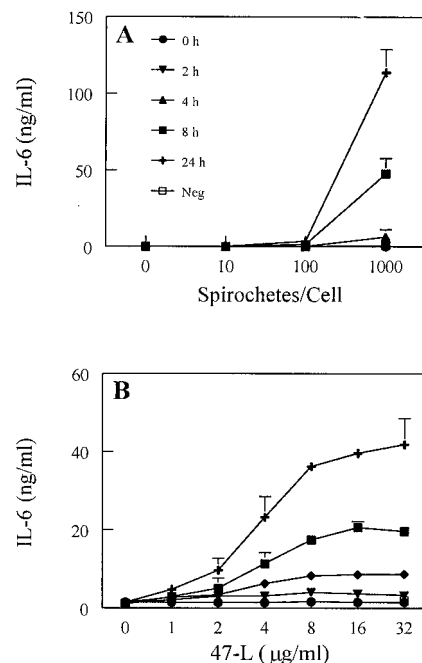 A
0 h
2 h
4 h
8 h
24 h
Neg
150
100
50
0
IL-6 (ng/ml)
0 10 100 1000
Spirochetes/Cell
B
60
40
20
0
IL-6 (ng/ml)
0 1 2 4 8 16 32
47-L ( µg/ml)